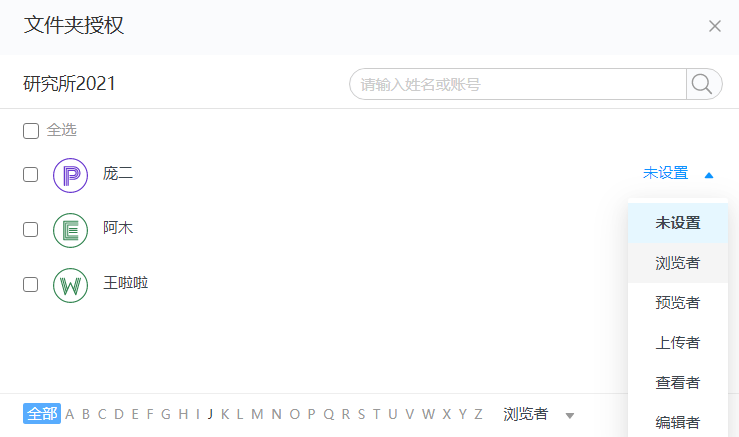 文件夹授权
研究所2021
请输入姓名或账号
全选
P 庞二 未设置
E 阿木
W 王啦啦
未设置
浏览者
预览者
上传者
查看者
编辑者
全部 A B C D E F G H I J K L M N O P Q R S T U V W X Y Z 浏览者